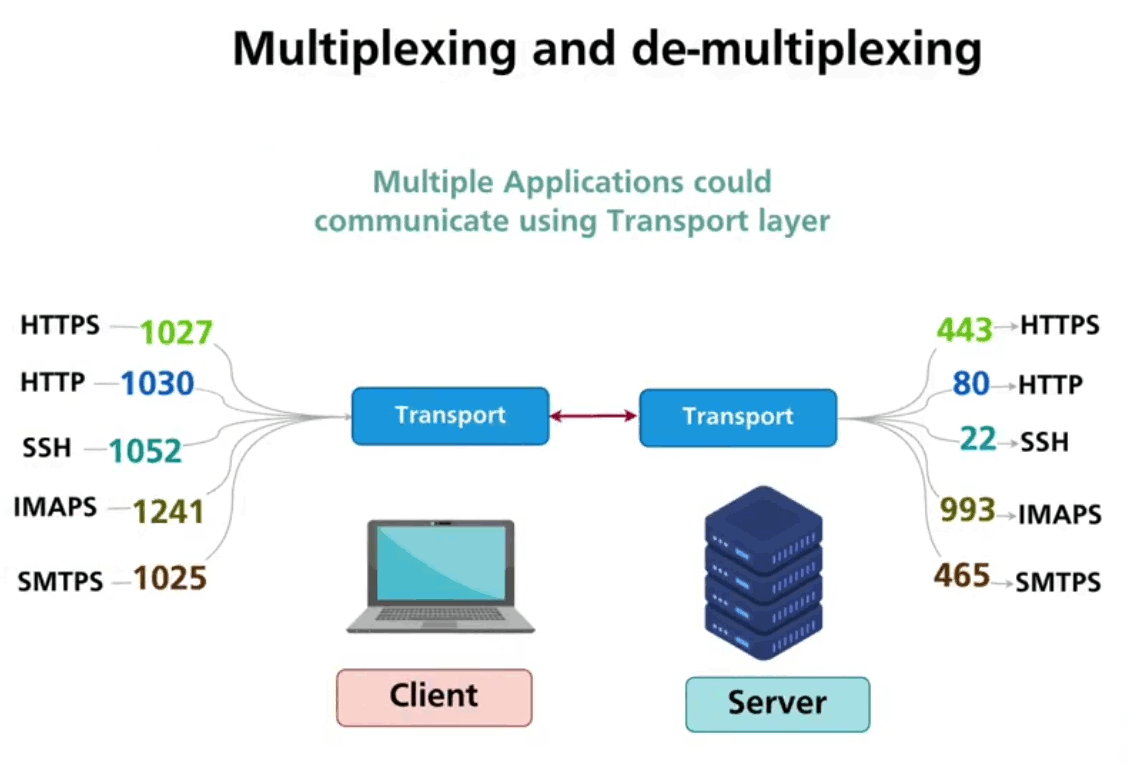 Multiplexing and de-multiplexing
Multiple Applications could
communicate using Transport layer
HTTPS 1027
HTTP 1030
SSH 1052
IMAPS 1241
SMTPS 1025
Transport
Transport
443 HTTPS
80 HTTP
22 SSH
993 IMAPS
465 SMTPS
Client
Server